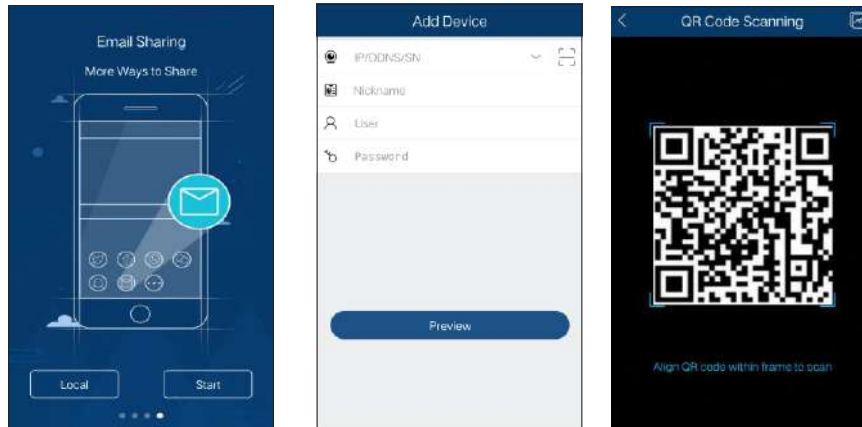 Email Sharing
More Ways to Share
Local
Start
Add Device
IP/DDNS/SN
Nickname
User
Password
Preview
QR Code Scanning
Align QR code within frame to scan